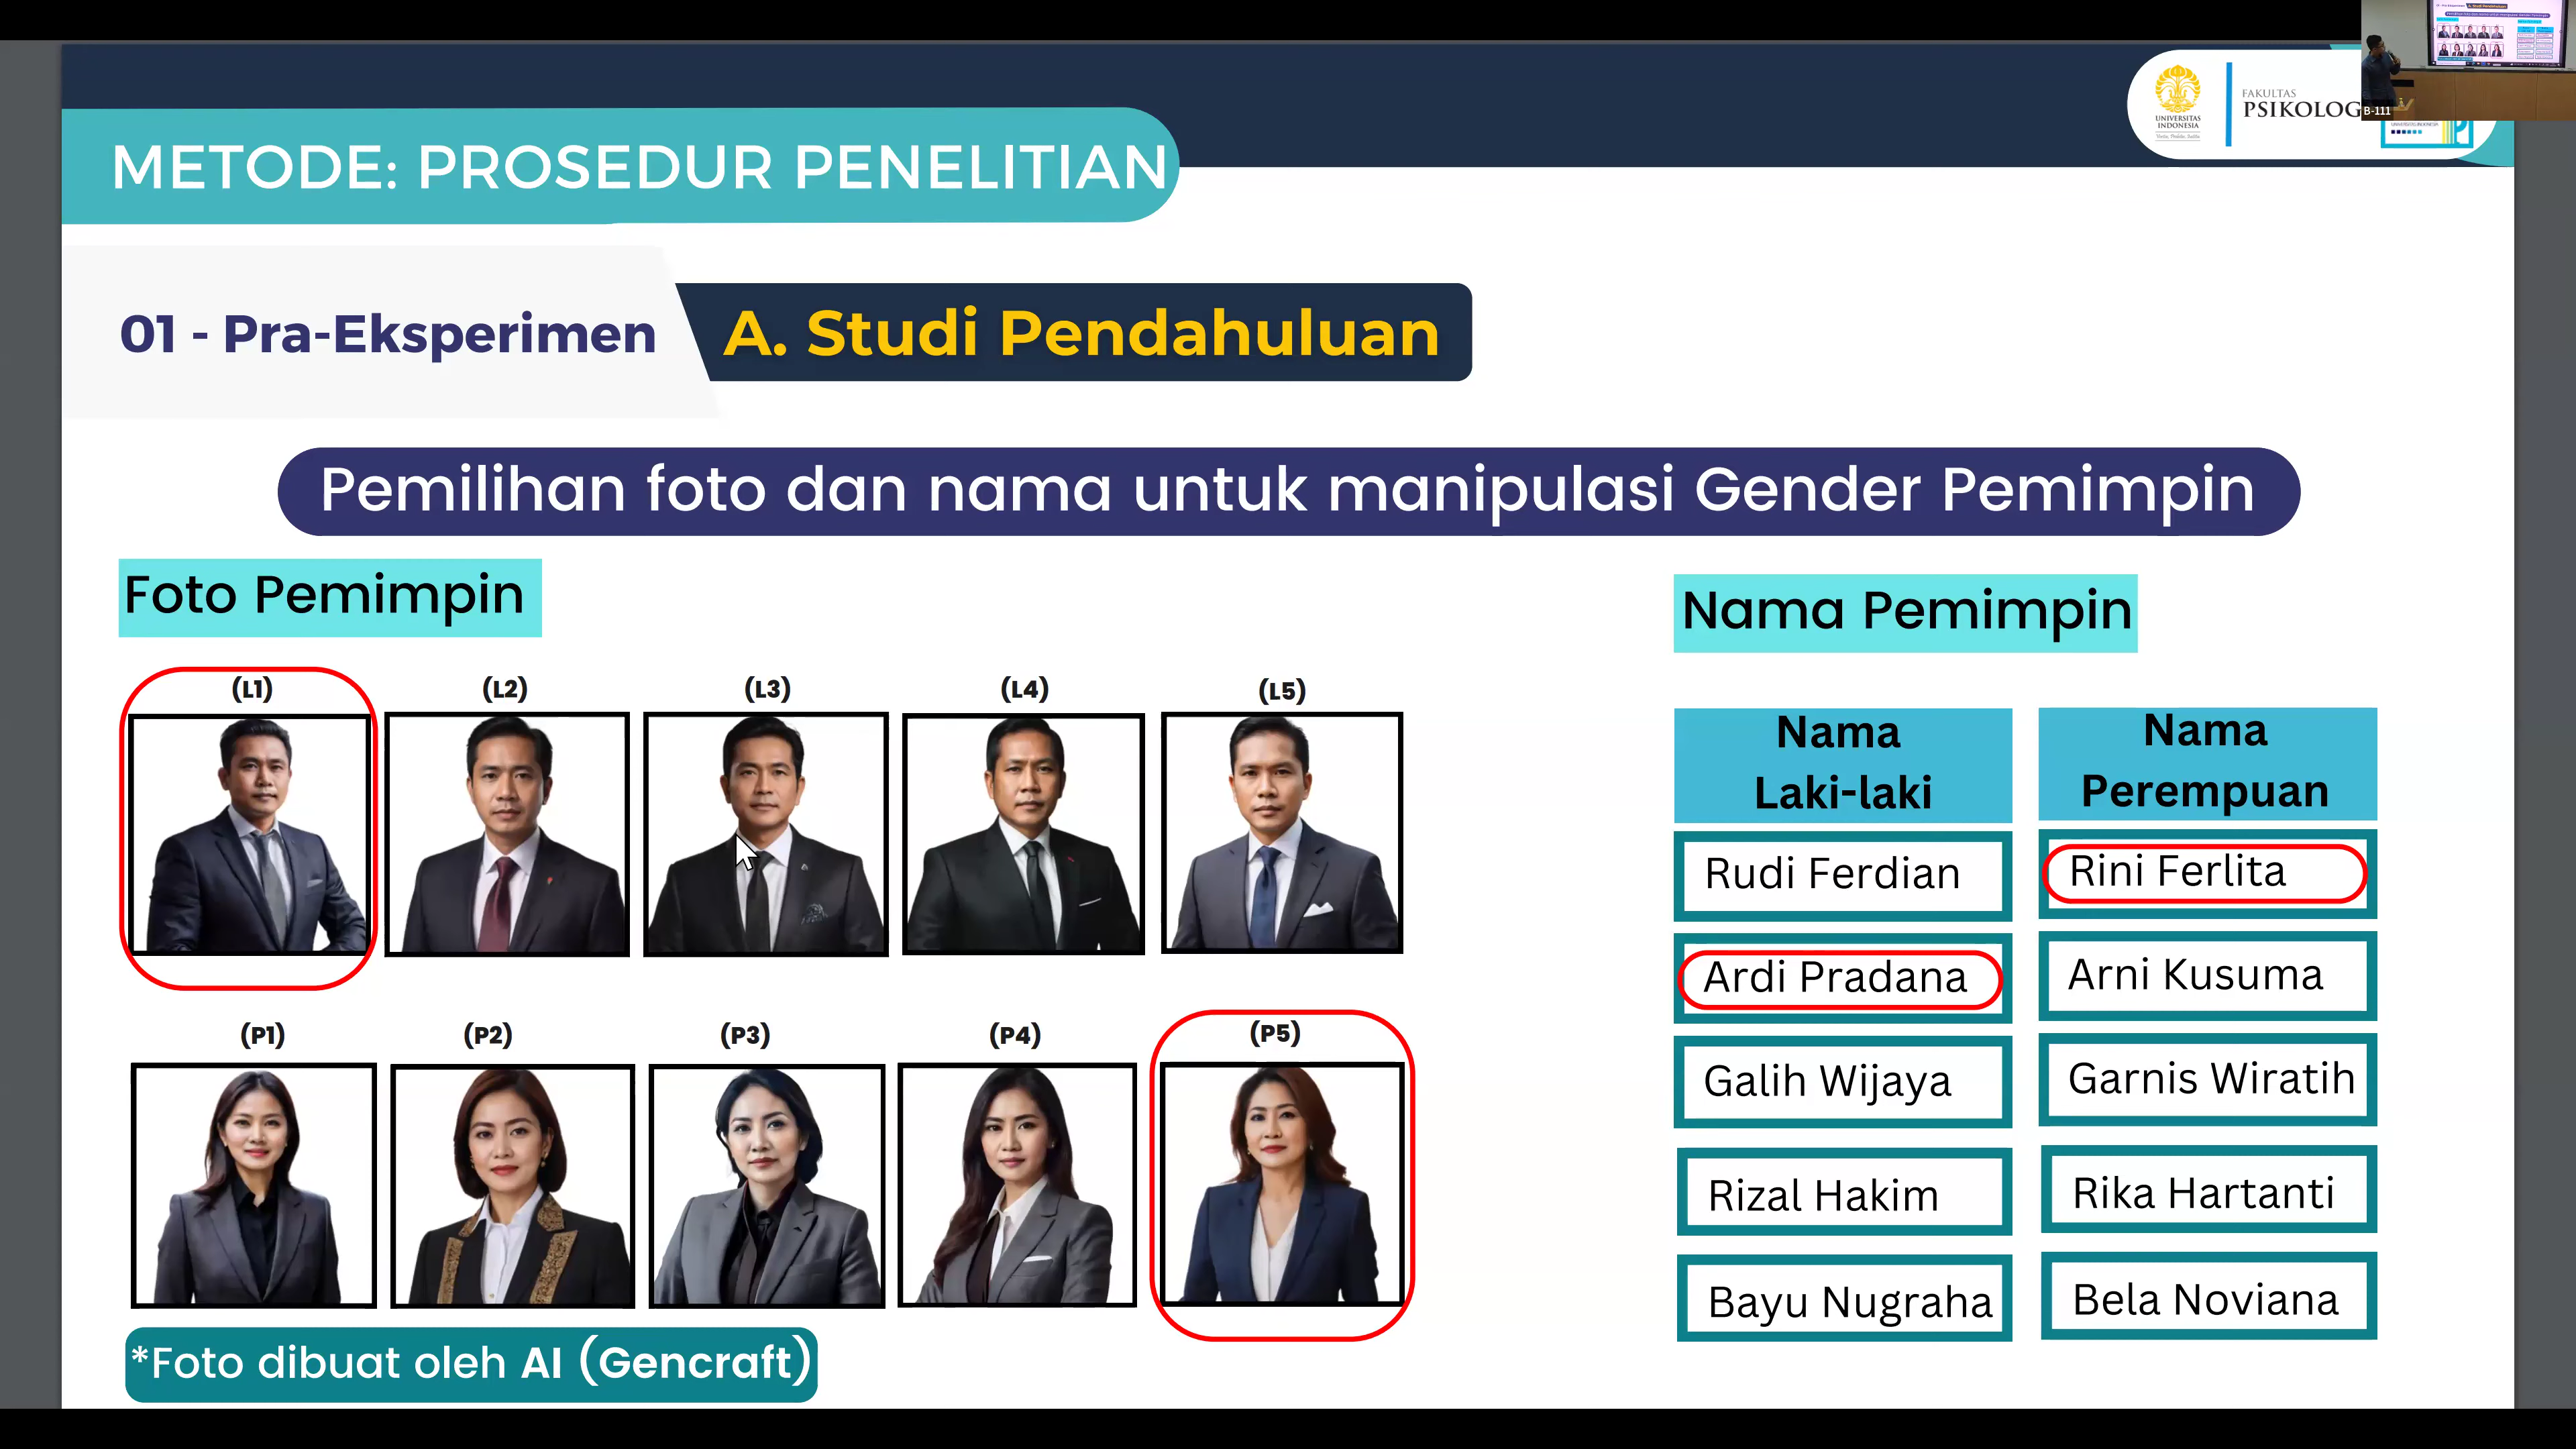 METODE: PROSEDUR PENELITIAN
UNIVERSITAS
INDONESIA
FAKULTAS
PSIKOLOG
B-111
01 - Pra-Eksperimen
A. Studi Pendahuluan
Pemilihan foto dan nama untuk manipulasi Gender Pemimpin
Foto Pemimpin
(L1) (L2) (L3) (L4) (L5)
(P1) (P2) (P3) (P4) (P5)
*Foto dibuat oleh AI (Gencraft)
Nama Pemimpin
Nama
Laki-laki
Nama
Perempuan
Rudi Ferdian
Rini Ferlita
Ardi Pradana
Arni Kusuma
Galih Wijaya
Garnis Wiratih
Rizal Hakim
Rika Hartanti
Bayu Nugraha
Bela Noviana